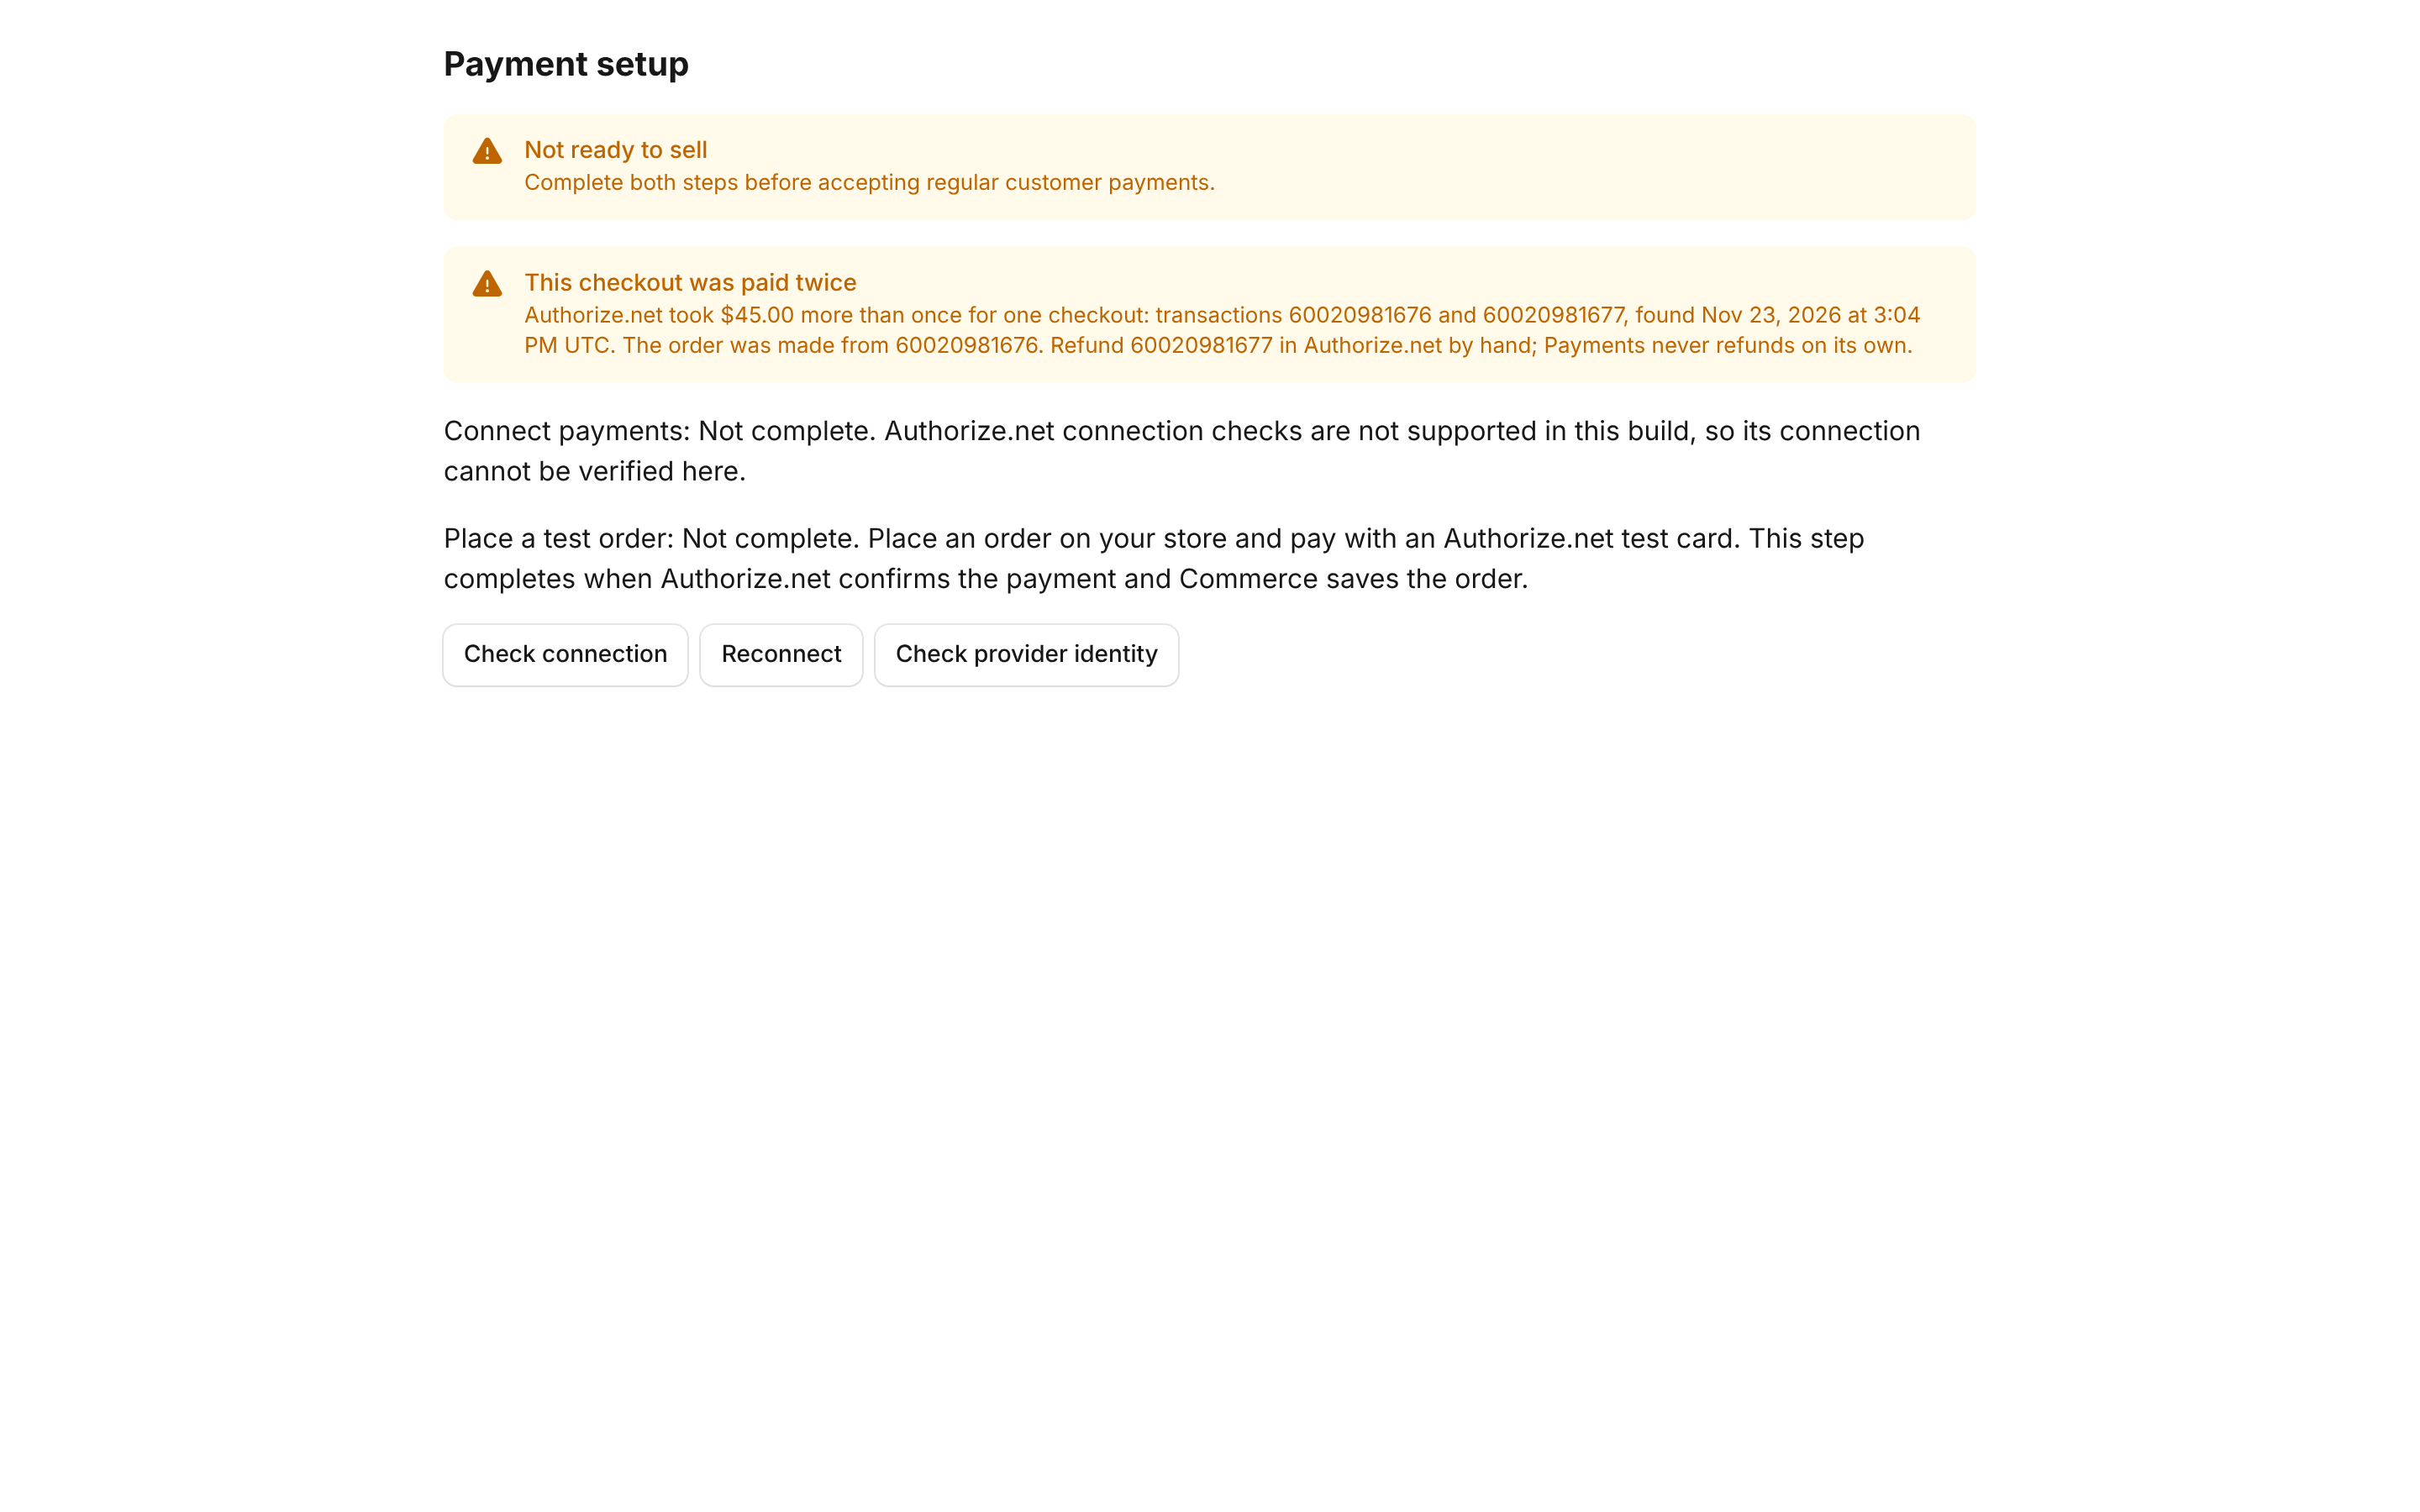 Payment setup
Not ready to sell
Complete both steps before accepting regular customer payments.
This checkout was paid twice
Authorize.net took $45.00 more than once for one checkout: transactions 60020981676 and 60020981677, found Nov 23, 2026 at 3:04
PM UTC. The order was made from 60020981676. Refund 60020981677 in Authorize.net by hand; Payments never refunds on its own.
Connect payments: Not complete. Authorize.net connection checks are not supported in this build, so its connection
cannot be verified here.
Place a test order: Not complete. Place an order on your store and pay with an Authorize.net test card. This step
completes when Authorize.net confirms the payment and Commerce saves the order.
Check connection
Reconnect
Check provider identity